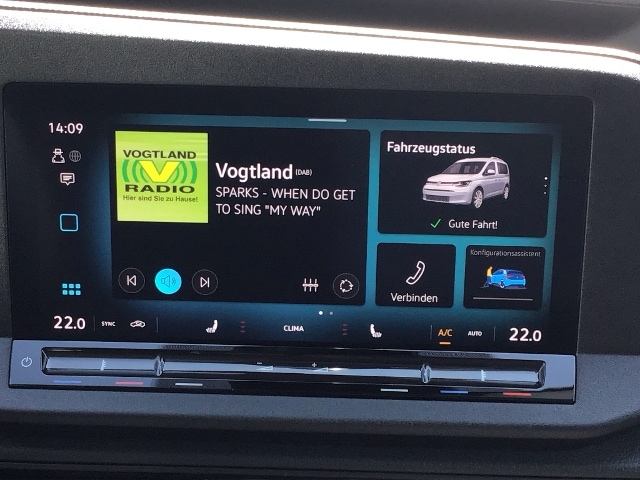 14:09
VOGTLAND
RADIO
Hier sind Sie zu Hause!
Vogtland (DAB)
SPARKS - WHEN DO GET
TO SING "MY WAY"
Fahrzeugstatus
Gute Fahrt!
Verbinden
Konfigurationsassistent
22.0
SYNC
CLIMA
A/C
AUTO
22.0